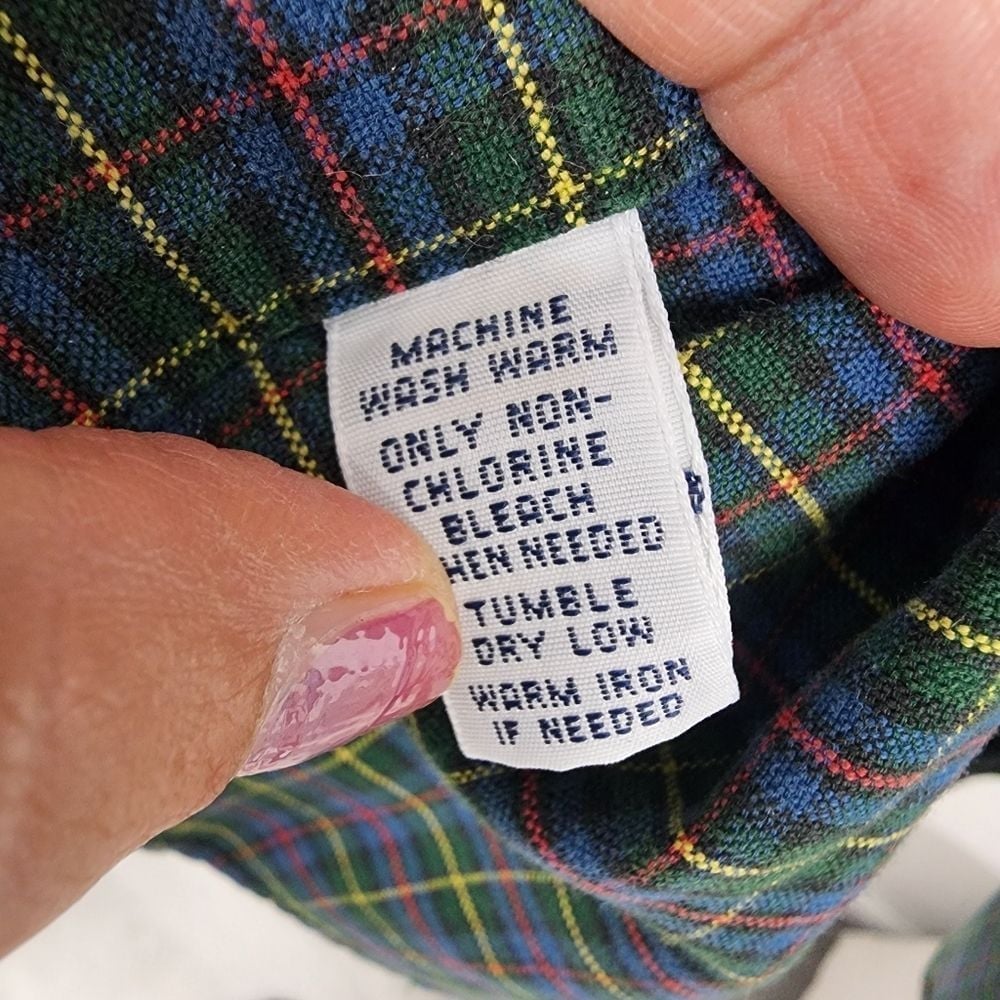 MACHINE
WASH WARM
ONLY NON-
CHLORINE
BLEACH
HEN NEEDED
TUMBLE
DRY LOW
WARM IRON
IF NEEDED